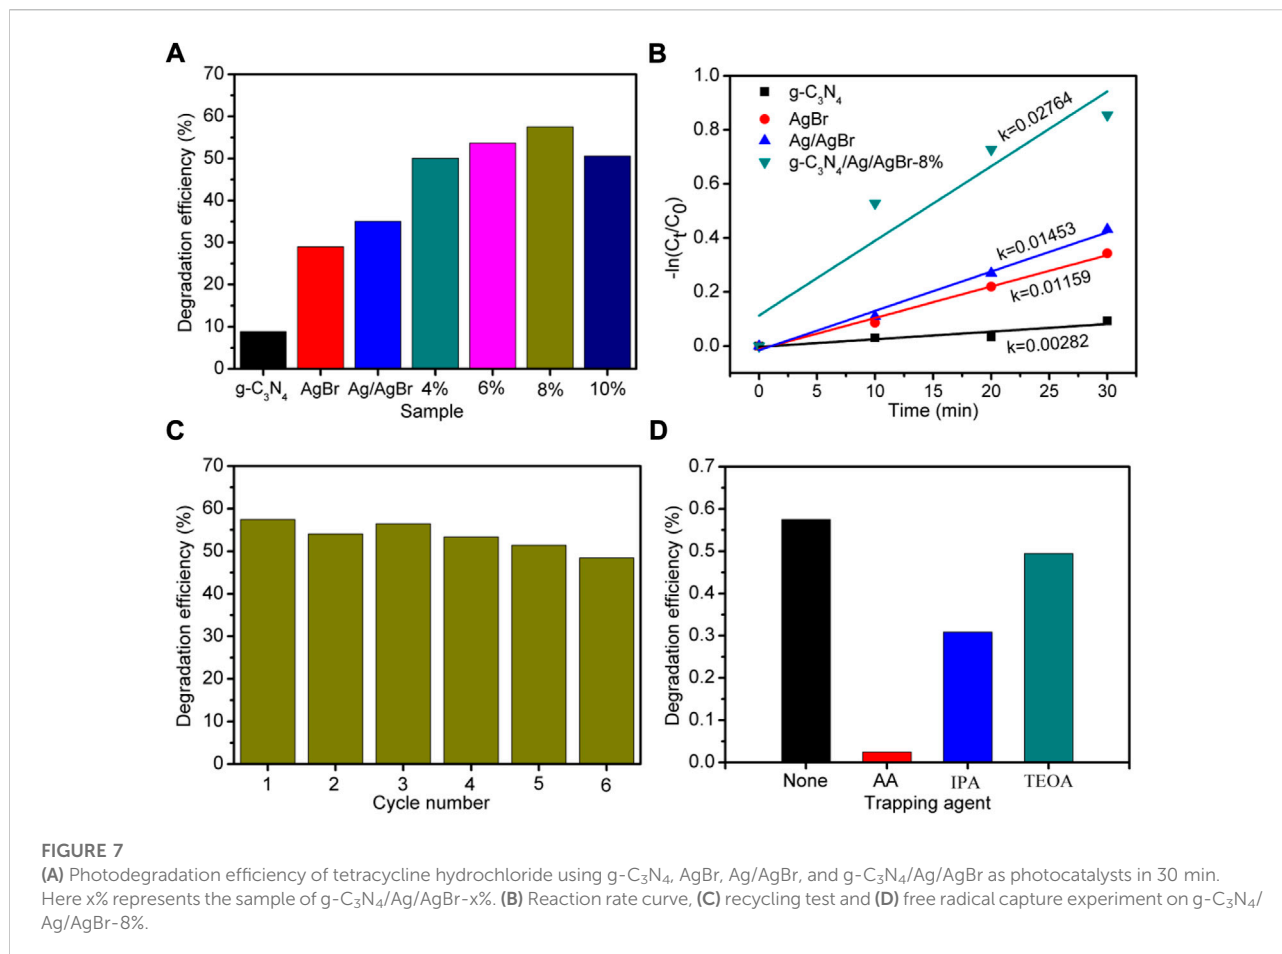 A
70
60
50
40
30
20
10
0
Degradation efficiency (%)
g-C₃N₄ AgBr Ag/AgBr 4% 6% 8% 10%
Sample
B
1.0
0.8
0.6
0.4
0.2
0.0
-ln(Cₜ/C₀)
g-C₃N₄
AgBr
Ag/AgBr
g-C₃N₄/Ag/AgBr-8%
k=0.02764
k=0.01453
k=0.01159
k=0.00282
0 5 10 15 20 25 30
Time (min)
C
70
60
50
40
30
20
10
0
Degradation efficiency (%)
1 2 3 4 5 6
Cycle number
D
0.7
0.6
0.5
0.4
0.3
0.2
0.1
0.0
Degradation efficiency (%)
None AA IPA TEOA
Trapping agent
FIGURE 7
(A) Photodegradation efficiency of tetracycline hydrochloride using g-C₃N₄, AgBr, Ag/AgBr, and g-C₃N₄/Ag/AgBr as photocatalysts in 30 min.
Here x% represents the sample of g-C₃N₄/Ag/AgBr-x%. (B) Reaction rate curve, (C) recycling test and (D) free radical capture experiment on g-C₃N₄/
Ag/AgBr-8%.